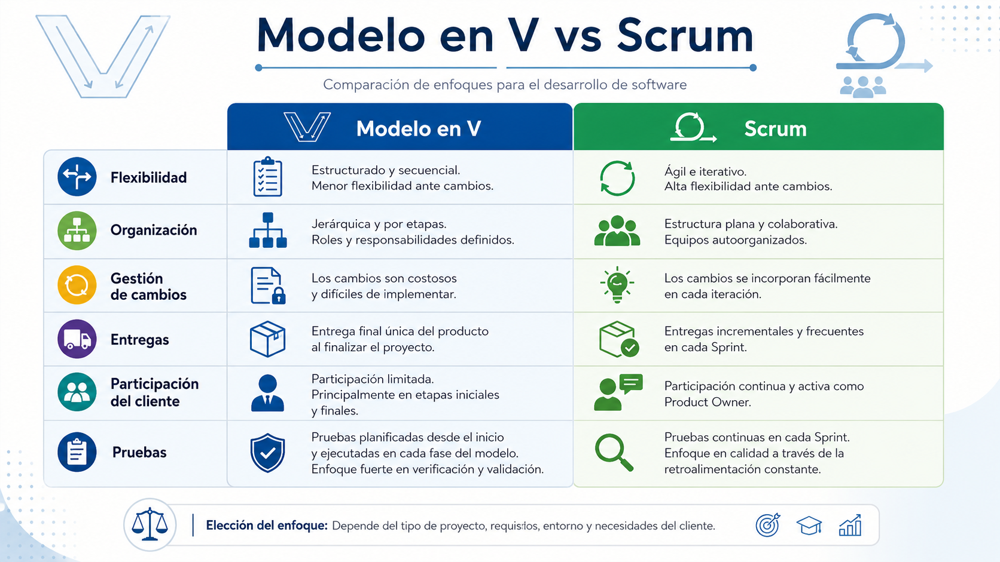 Modelo en V vs Scrum
Comparación de enfoques para el desarrollo de software
Modelo en V
Scrum
Flexibilidad
Estructurado y secuencial.
Menor flexibilidad ante cambios.
Ágil e iterativo.
Alta flexibilidad ante cambios.
Organización
Jerárquica y por etapas.
Roles y responsabilidades definidos.
Estructura plana y colaborativa.
Equipos autoorganizados.
Gestión
de cambios
Los cambios son costosos
y difíciles de implementar.
Los cambios se incorporan fácilmente
en cada iteración.
Entregas
Entrega final única del producto
al finalizar el proyecto.
Entregas incrementales y frecuentes
en cada Sprint.
Participación
del cliente
Participación limitada.
Principalmente en etapas iniciales
y finales.
Participación continua y activa como
Product Owner.
Pruebas
Pruebas planificadas desde el inicio
y ejecutadas en cada fase del modelo.
Enfoque fuerte en verificación y validación.
Pruebas continuas en cada Sprint.
Enfoque en calidad a través de la
retroalimentación constante.
Elección del enfoque: Depende del tipo de proyecto, requisitos, entorno y necesidades del cliente.